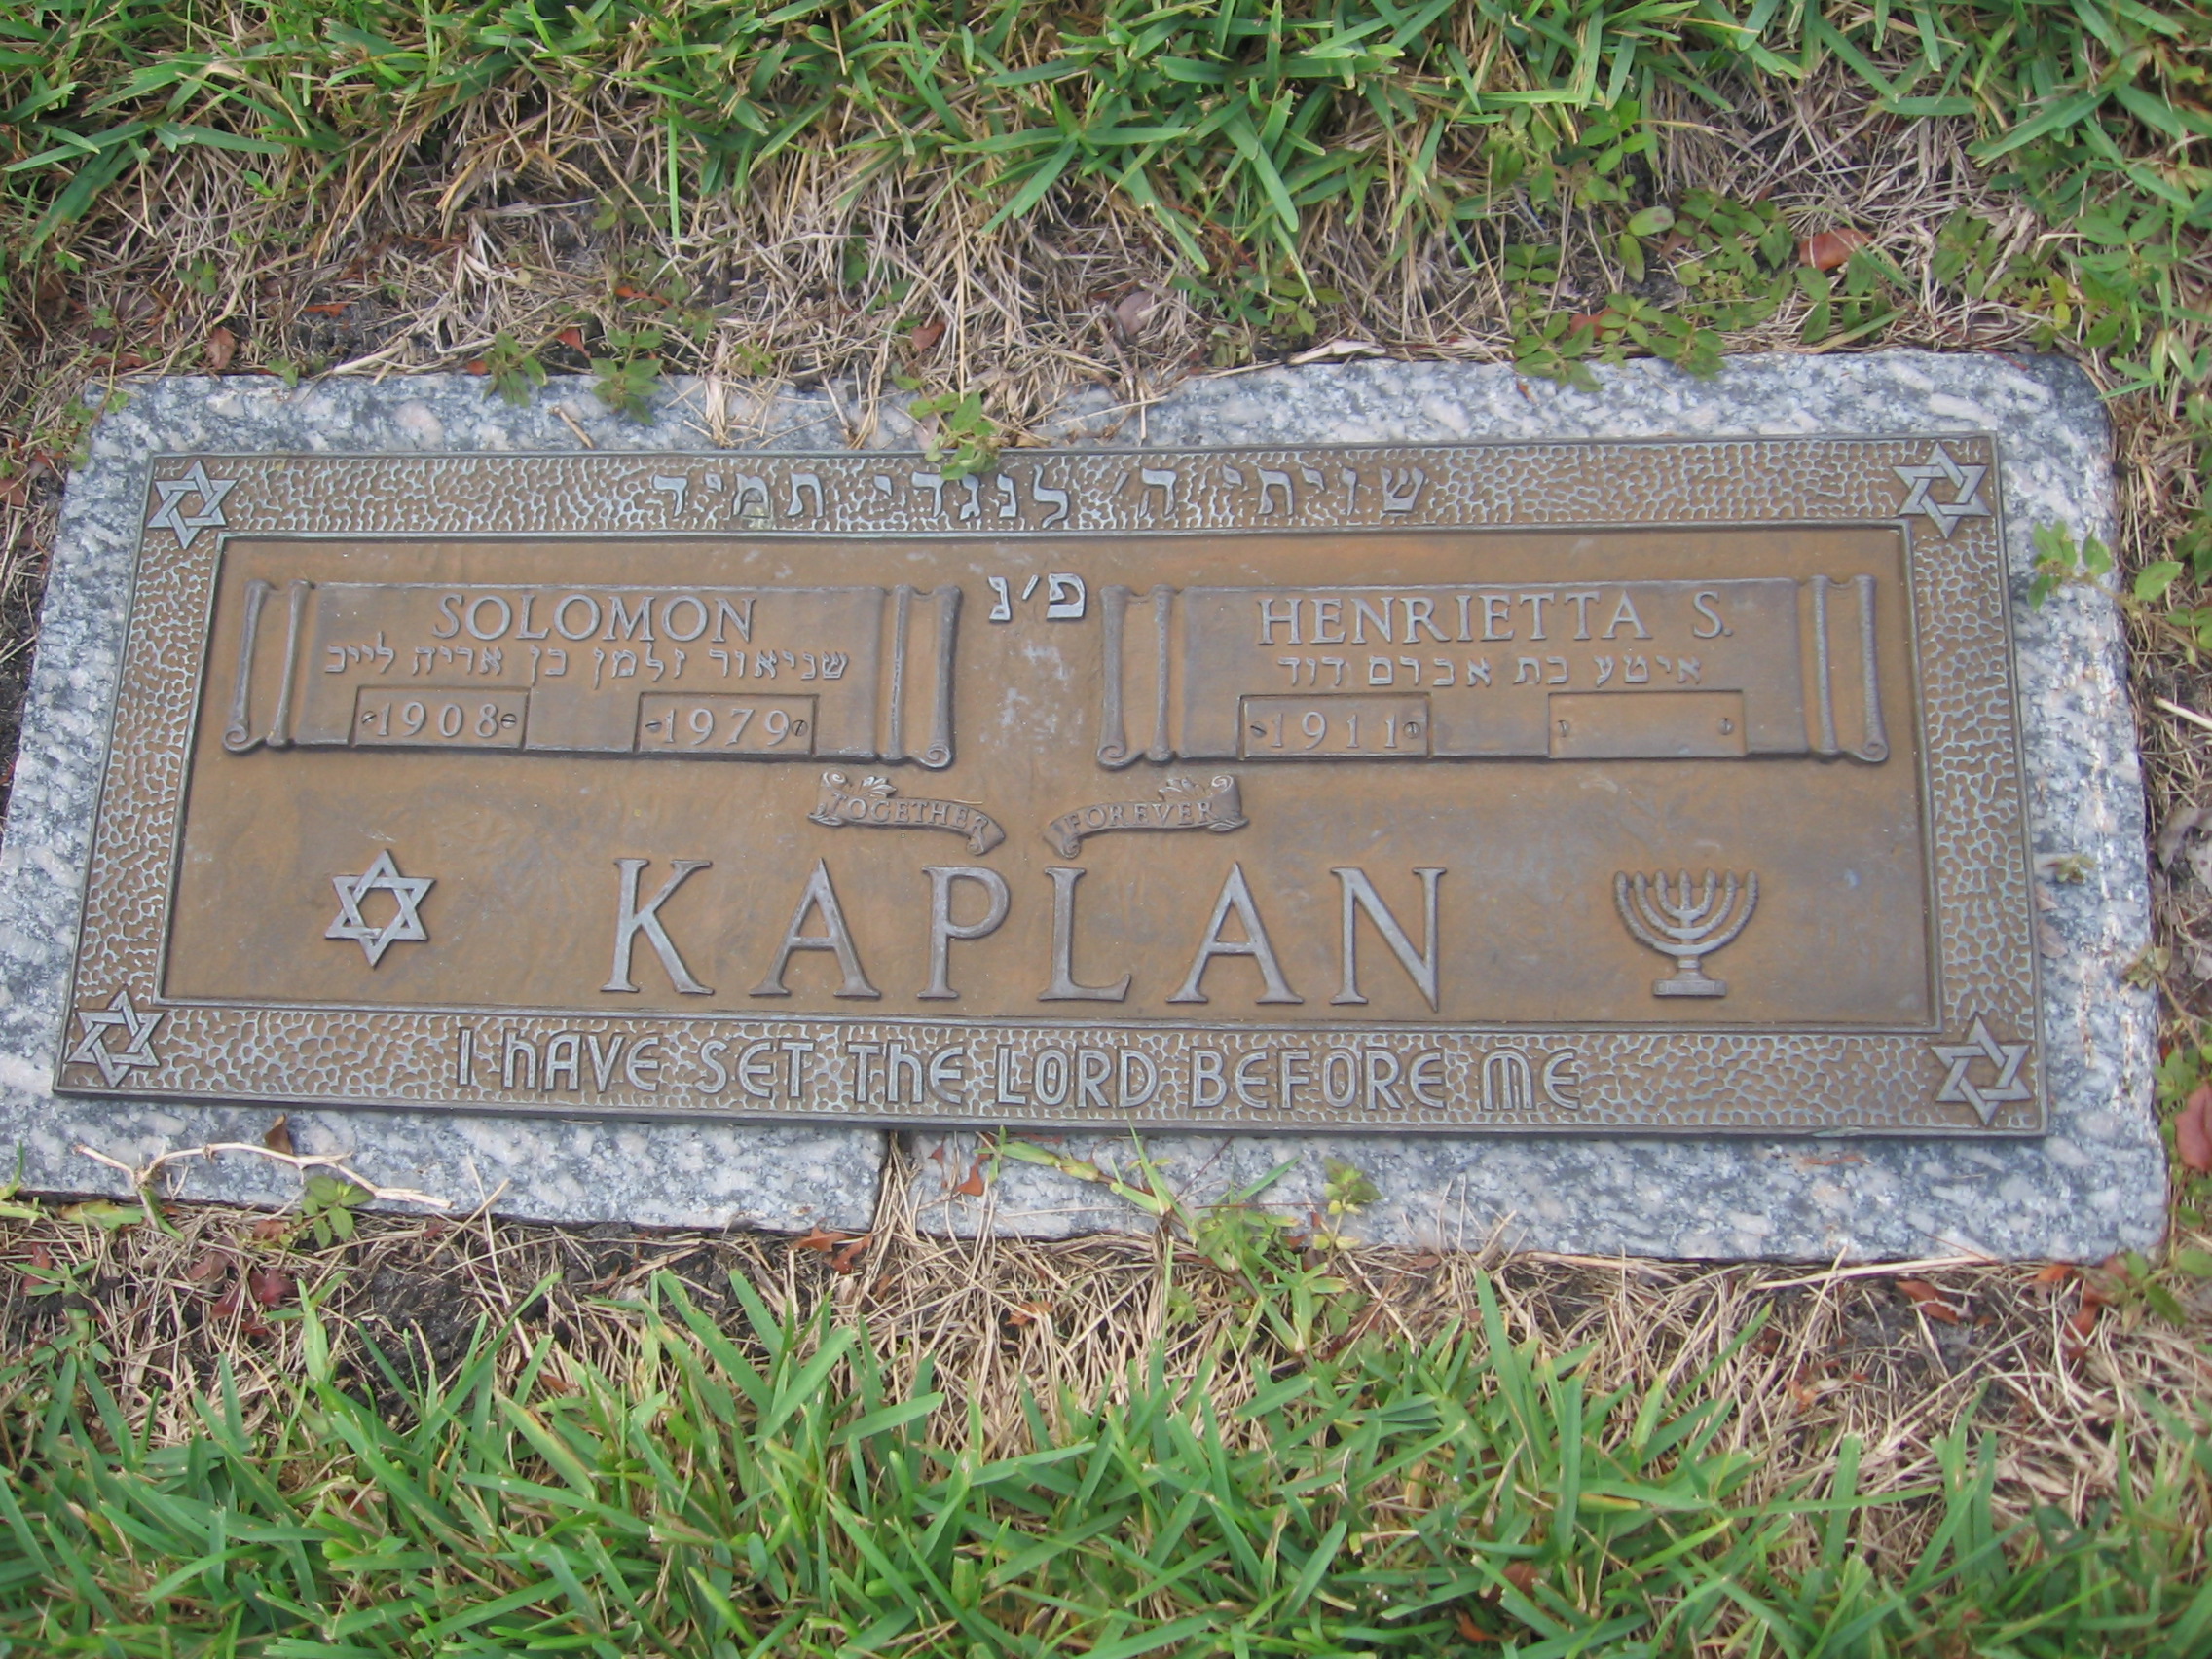 שויתי ה׳ לנגדי תמיד
פ׳נ
SOLOMON
שניאור זלמן בן אריה לייב
1908 1979
HENRIETTA S.
איטע בת אברם דוד
1911
TOGETHER FOREVER
KAPLAN
I HAVE SET THE LORD BEFORE ME